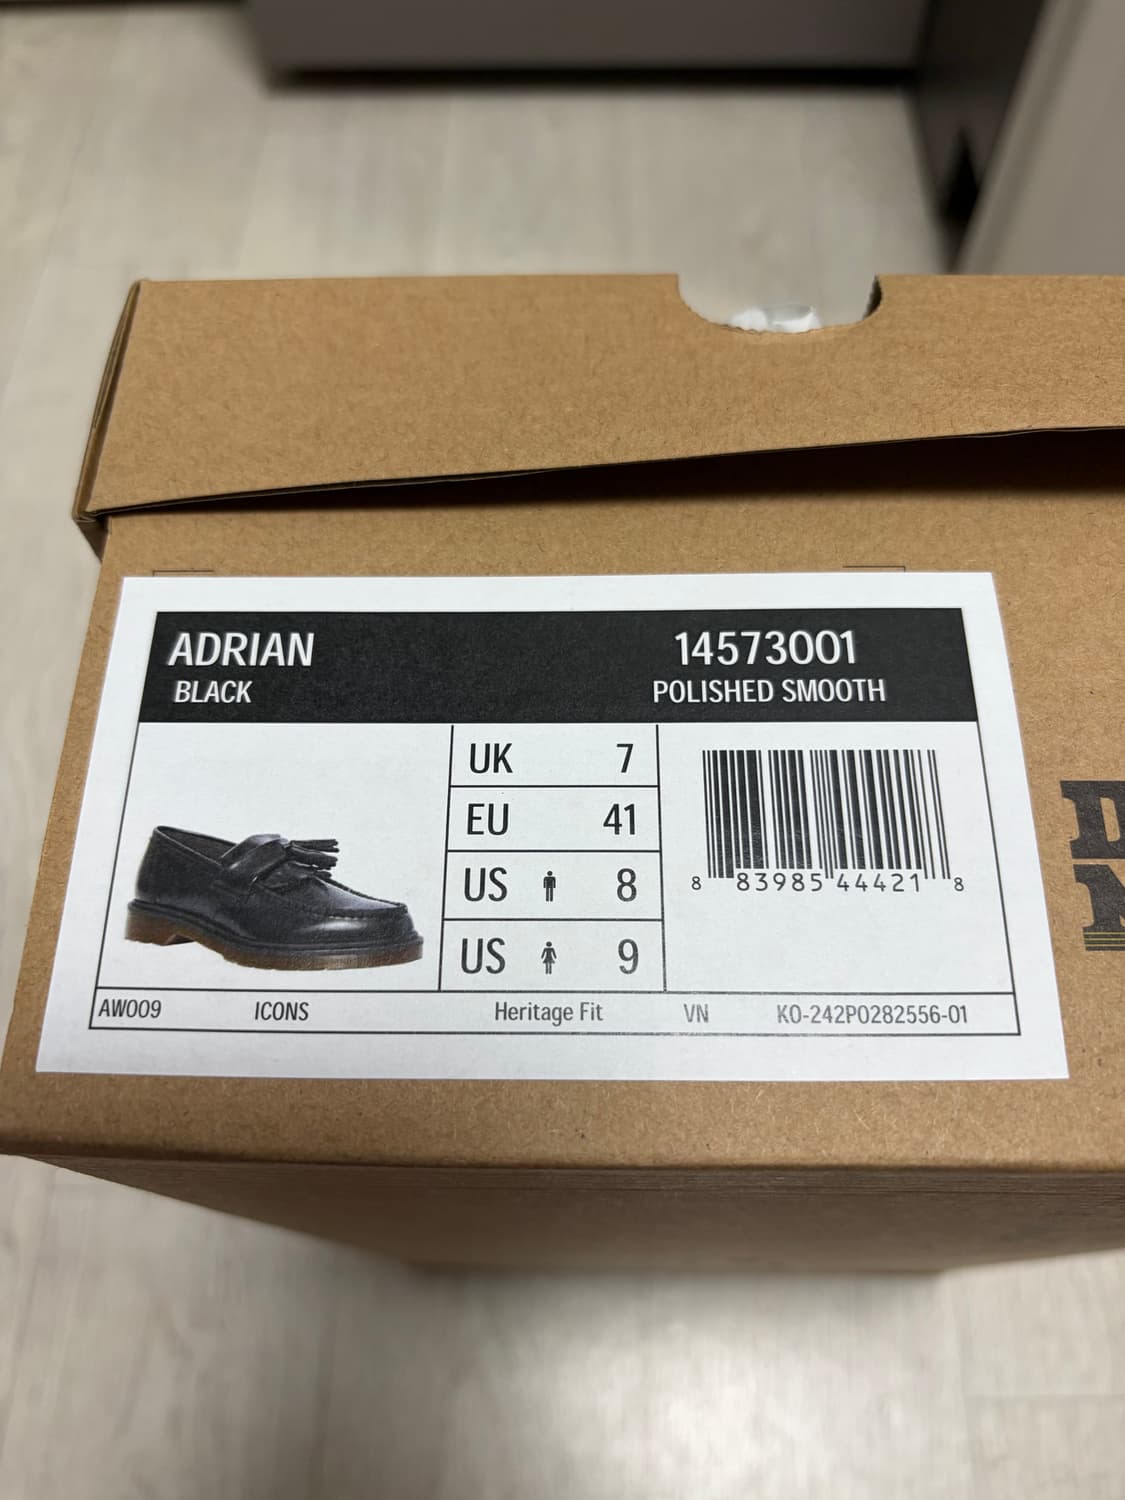 ADRIAN 14573001
BLACK POLISHED SMOOTH
UK 7
EU 41
US 8
US 9
8 83985 44421 8
AW009 ICONS Heritage Fit VN KO-242P0282556-01
D
M